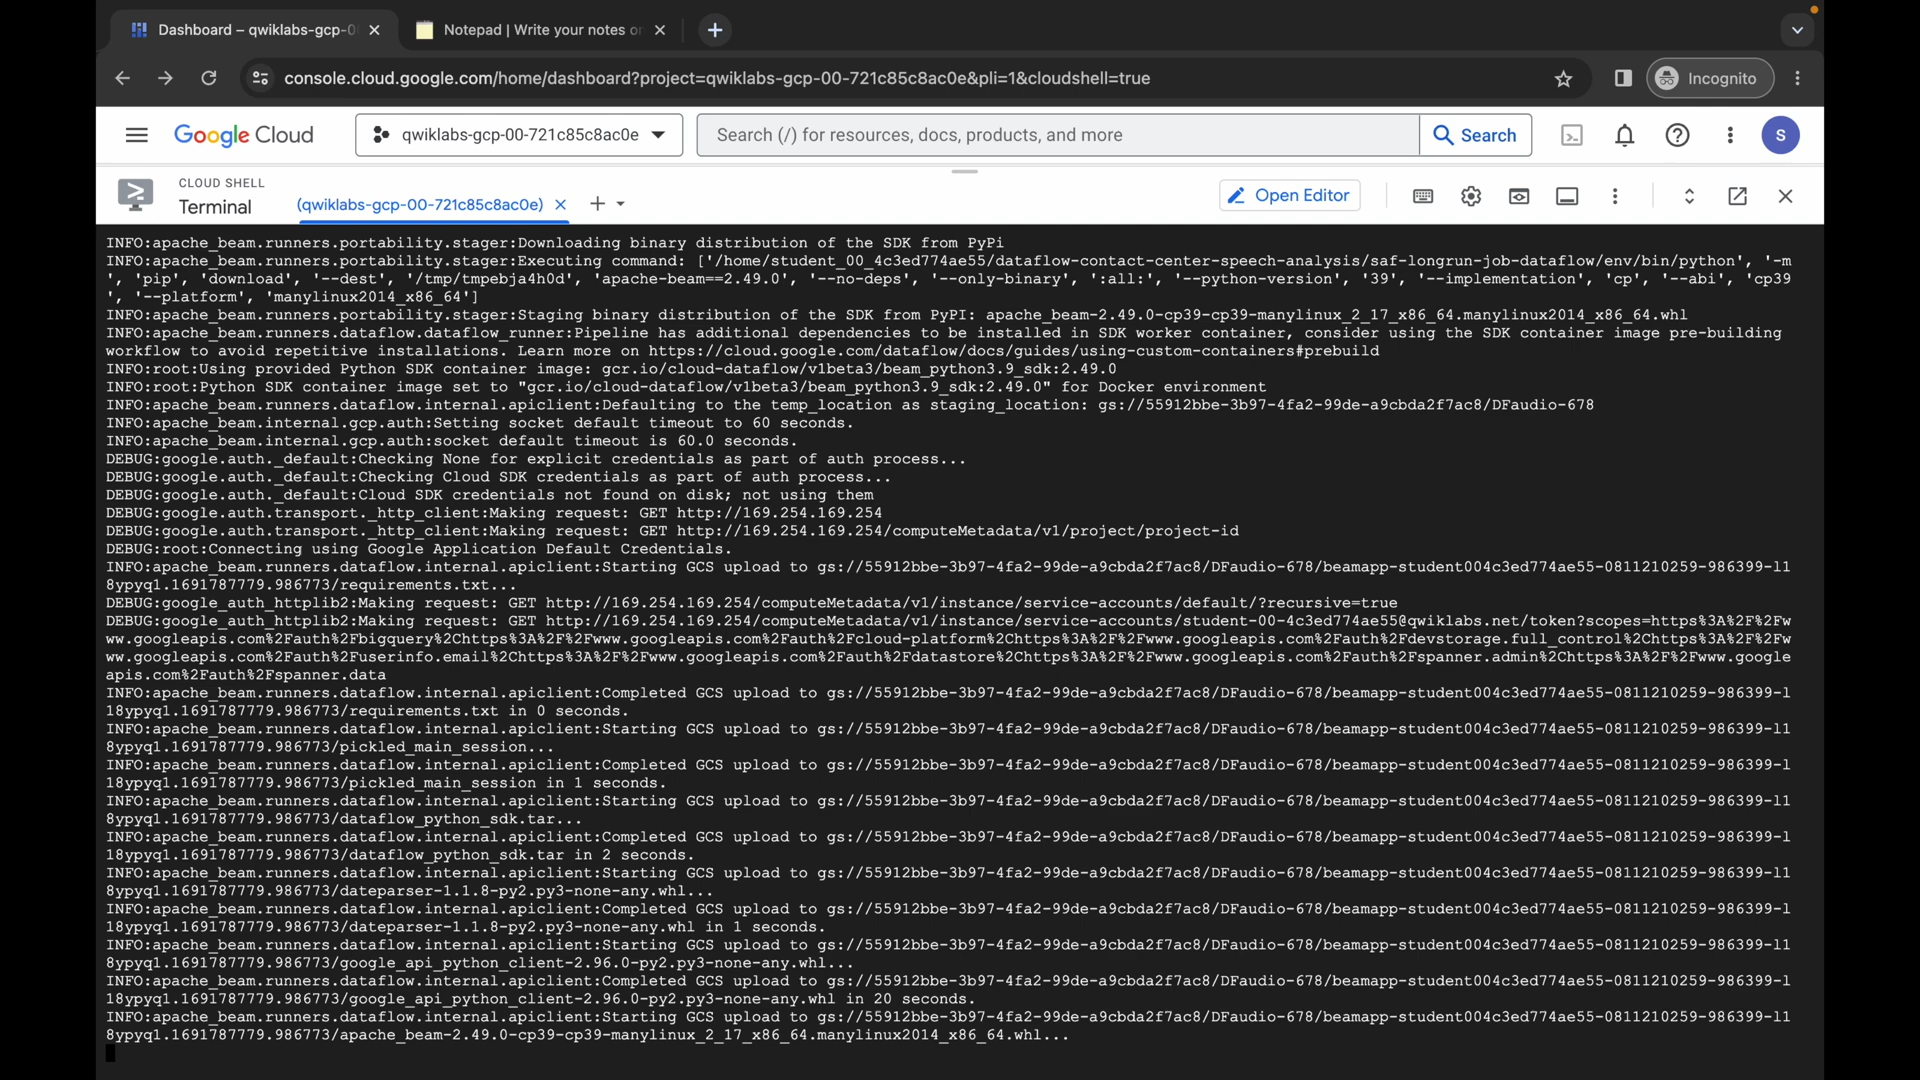 Dashboard – qwiklabs-gcp-0
Notepad | Write your notes on
console.cloud.google.com/home/dashboard?project=qwiklabs-gcp-00-721c85c8ac0e&pli=1&cloudshell=true
Incognito
Google Cloud
qwiklabs-gcp-00-721c85c8ac0e
Search (/) for resources, docs, products, and more
Search
S
CLOUD SHELL
Terminal
(qwiklabs-gcp-00-721c85c8ac0e)
Open Editor
INFO:apache_beam.runners.portability.stager:Downloading binary distribution of the SDK from PyPi
INFO:apache_beam.runners.portability.stager:Executing command: ['/home/student_00_4c3ed774ae55/dataflow-contact-center-speech-analysis/saf-longrun-job-dataflow/env/bin/python', '-m
', 'pip', 'download', '--dest', '/tmp/tmpebja4h0d', 'apache-beam==2.49.0', '--no-deps', '--only-binary', ':all:', '--python-version', '39', '--implementation', 'cp', '--abi', 'cp39
', '--platform', 'manylinux2014_x86_64']
INFO:apache_beam.runners.portability.stager:Staging binary distribution of the SDK from PyPI: apache_beam-2.49.0-cp39-cp39-manylinux_2_17_x86_64.manylinux2014_x86_64.whl
INFO:apache_beam.runners.dataflow.dataflow_runner:Pipeline has additional dependencies to be installed in SDK worker container, consider using the SDK container image pre-building
workflow to avoid repetitive installations. Learn more on https://cloud.google.com/dataflow/docs/guides/using-custom-containers#prebuild
INFO:root:Using provided Python SDK container image: gcr.io/cloud-dataflow/v1beta3/beam_python3.9_sdk:2.49.0
INFO:root:Python SDK container image set to "gcr.io/cloud-dataflow/v1beta3/beam_python3.9_sdk:2.49.0" for Docker environment
INFO:apache_beam.runners.dataflow.internal.apiclient:Defaulting to the temp_location as staging_location: gs://55912bbe-3b97-4fa2-99de-a9cbda2f7ac8/DFaudio-678
INFO:apache_beam.internal.gcp.auth:Setting socket default timeout to 60 seconds.
INFO:apache_beam.internal.gcp.auth:socket default timeout is 60.0 seconds.
DEBUG:google.auth._default:Checking None for explicit credentials as part of auth process...
DEBUG:google.auth._default:Checking Cloud SDK credentials as part of auth process...
DEBUG:google.auth._default:Cloud SDK credentials not found on disk; not using them
DEBUG:google.auth.transport._http_client:Making request: GET http://169.254.169.254
DEBUG:google.auth.transport._http_client:Making request: GET http://169.254.169.254/computeMetadata/v1/project/project-id
DEBUG:root:Connecting using Google Application Default Credentials.
INFO:apache_beam.runners.dataflow.internal.apiclient:Starting GCS upload to gs://55912bbe-3b97-4fa2-99de-a9cbda2f7ac8/DFaudio-678/beamapp-student004c3ed774ae55-0811210259-986399-l1
8ypyq1.1691787779.986773/requirements.txt...
DEBUG:google_auth_httplib2:Making request: GET http://169.254.169.254/computeMetadata/v1/instance/service-accounts/default/?recursive=true
DEBUG:google_auth_httplib2:Making request: GET http://169.254.169.254/computeMetadata/v1/instance/service-accounts/student-00-4c3ed774ae55@qwiklabs.net/token?scopes=https%3A%2F%2Fw
ww.googleapis.com%2Fauth%2Fbigquery%2Chttps%3A%2F%2Fwww.googleapis.com%2Fauth%2Fcloud-platform%2Chttps%3A%2F%2Fwww.googleapis.com%2Fauth%2Fdevstorage.full_control%2Chttps%3A%2F%2Fw
ww.googleapis.com%2Fauth%2Fuserinfo.email%2Chttps%3A%2F%2Fwww.googleapis.com%2Fauth%2Fdatastore%2Chttps%3A%2F%2Fwww.googleapis.com%2Fauth%2Fspanner.admin%2Chttps%3A%2F%2Fwww.google
apis.com%2Fauth%2Fspanner.data
INFO:apache_beam.runners.dataflow.internal.apiclient:Completed GCS upload to gs://55912bbe-3b97-4fa2-99de-a9cbda2f7ac8/DFaudio-678/beamapp-student004c3ed774ae55-0811210259-986399-l
18ypyq1.1691787779.986773/requirements.txt in 0 seconds.
INFO:apache_beam.runners.dataflow.internal.apiclient:Starting GCS upload to gs://55912bbe-3b97-4fa2-99de-a9cbda2f7ac8/DFaudio-678/beamapp-student004c3ed774ae55-0811210259-986399-l1
8ypyq1.1691787779.986773/pickled_main_session...
INFO:apache_beam.runners.dataflow.internal.apiclient:Completed GCS upload to gs://55912bbe-3b97-4fa2-99de-a9cbda2f7ac8/DFaudio-678/beamapp-student004c3ed774ae55-0811210259-986399-l
18ypyq1.1691787779.986773/pickled_main_session in 1 seconds.
INFO:apache_beam.runners.dataflow.internal.apiclient:Starting GCS upload to gs://55912bbe-3b97-4fa2-99de-a9cbda2f7ac8/DFaudio-678/beamapp-student004c3ed774ae55-0811210259-986399-l1
8ypyq1.1691787779.986773/dataflow_python_sdk.tar...
INFO:apache_beam.runners.dataflow.internal.apiclient:Completed GCS upload to gs://55912bbe-3b97-4fa2-99de-a9cbda2f7ac8/DFaudio-678/beamapp-student004c3ed774ae55-0811210259-986399-l
18ypyq1.1691787779.986773/dataflow_python_sdk.tar in 2 seconds.
INFO:apache_beam.runners.dataflow.internal.apiclient:Starting GCS upload to gs://55912bbe-3b97-4fa2-99de-a9cbda2f7ac8/DFaudio-678/beamapp-student004c3ed774ae55-0811210259-986399-l1
8ypyq1.1691787779.986773/dateparser-1.1.8-py2.py3-none-any.whl...
INFO:apache_beam.runners.dataflow.internal.apiclient:Completed GCS upload to gs://55912bbe-3b97-4fa2-99de-a9cbda2f7ac8/DFaudio-678/beamapp-student004c3ed774ae55-0811210259-986399-l
18ypyq1.1691787779.986773/dateparser-1.1.8-py2.py3-none-any.whl in 1 seconds.
INFO:apache_beam.runners.dataflow.internal.apiclient:Starting GCS upload to gs://55912bbe-3b97-4fa2-99de-a9cbda2f7ac8/DFaudio-678/beamapp-student004c3ed774ae55-0811210259-986399-l1
8ypyq1.1691787779.986773/google_api_python_client-2.96.0-py2.py3-none-any.whl...
INFO:apache_beam.runners.dataflow.internal.apiclient:Completed GCS upload to gs://55912bbe-3b97-4fa2-99de-a9cbda2f7ac8/DFaudio-678/beamapp-student004c3ed774ae55-0811210259-986399-l
18ypyq1.1691787779.986773/google_api_python_client-2.96.0-py2.py3-none-any.whl in 20 seconds.
INFO:apache_beam.runners.dataflow.internal.apiclient:Starting GCS upload to gs://55912bbe-3b97-4fa2-99de-a9cbda2f7ac8/DFaudio-678/beamapp-student004c3ed774ae55-0811210259-986399-l1
8ypyq1.1691787779.986773/apache_beam-2.49.0-cp39-cp39-manylinux_2_17_x86_64.manylinux2014_x86_64.whl...